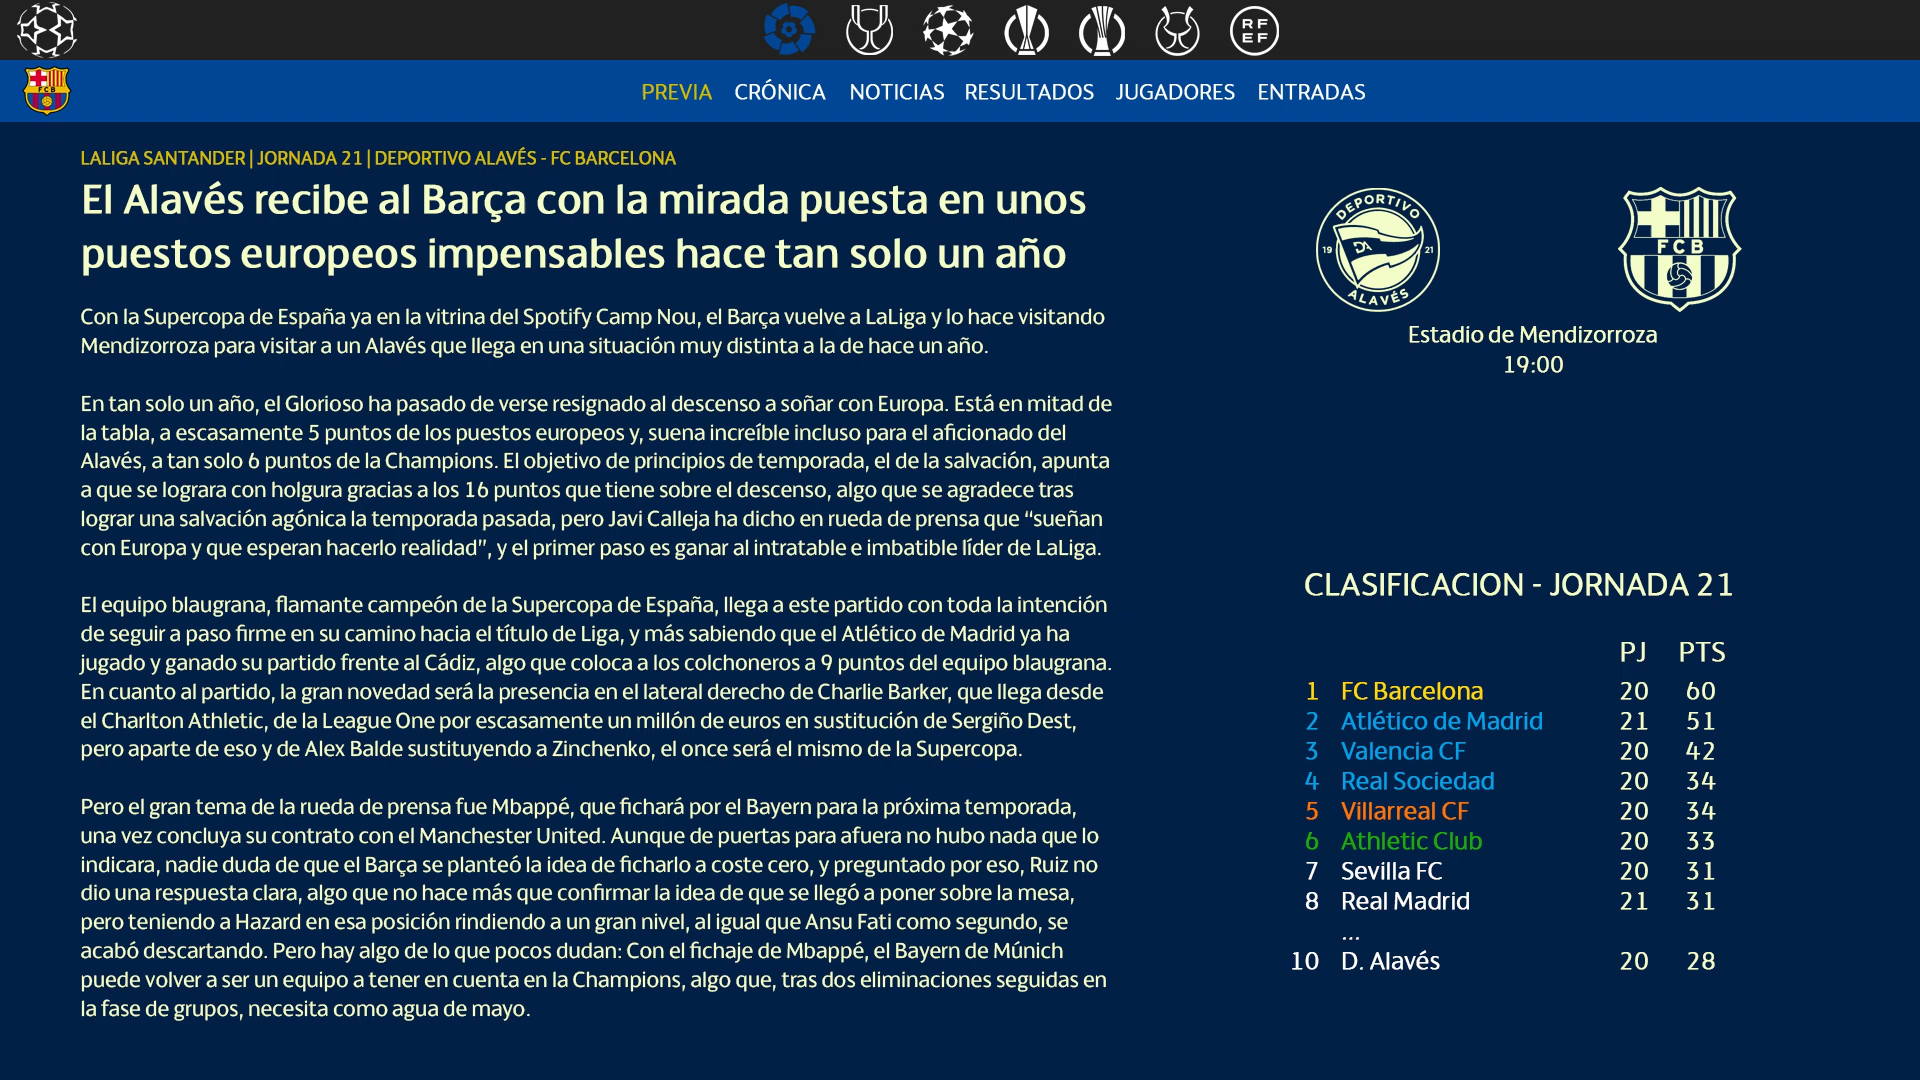 RF
EF
FCB
PREVIA CRÓNICA NOTICIAS RESULTADOS JUGADORES ENTRADAS
LALIGA SANTANDER | JORNADA 21 | DEPORTIVO ALAVÉS - FC BARCELONA
El Alavés recibe al Barça con la mirada puesta en unos
puestos europeos impensables hace tan solo un año
Con la Supercopa de España ya en la vitrina del Spotify Camp Nou, el Barça vuelve a LaLiga y lo hace visitando
Mendizorroza para visitar a un Alavés que llega en una situación muy distinta a la de hace un año.
En tan solo un año, el Glorioso ha pasado de verse resignado al descenso a soñar con Europa. Está en mitad de
la tabla, a escasamente 5 puntos de los puestos europeos y, suena increíble incluso para el aficionado del
Alavés, a tan solo 6 puntos de la Champions. El objetivo de principios de temporada, el de la salvación, apunta
a que se lograra con holgura gracias a los 16 puntos que tiene sobre el descenso, algo que se agradece tras
lograr una salvación agónica la temporada pasada, pero Javi Calleja ha dicho en rueda de prensa que “sueñan
con Europa y que esperan hacerlo realidad”, y el primer paso es ganar al intratable e imbatible líder de LaLiga.
El equipo blaugrana, flamante campeón de la Supercopa de España, llega a este partido con toda la intención
de seguir a paso firme en su camino hacia el título de Liga, y más sabiendo que el Atlético de Madrid ya ha
jugado y ganado su partido frente al Cádiz, algo que coloca a los colchoneros a 9 puntos del equipo blaugrana.
En cuanto al partido, la gran novedad será la presencia en el lateral derecho de Charlie Barker, que llega desde
el Charlton Athletic, de la League One por escasamente un millón de euros en sustitución de Sergiño Dest,
pero aparte de eso y de Alex Balde sustituyendo a Zinchenko, el once será el mismo de la Supercopa.
Pero el gran tema de la rueda de prensa fue Mbappé, que fichará por el Bayern para la próxima temporada,
una vez concluya su contrato con el Manchester United. Aunque de puertas para afuera no hubo nada que lo
indicara, nadie duda de que el Barça se planteó la idea de ficharlo a coste cero, y preguntado por eso, Ruiz no
dio una respuesta clara, algo que no hace más que confirmar la idea de que se llegó a poner sobre la mesa,
pero teniendo a Hazard en esa posición rindiendo a un gran nivel, al igual que Ansu Fati como segundo, se
acabó descartando. Pero hay algo de lo que pocos dudan: Con el fichaje de Mbappé, el Bayern de Múnich
puede volver a ser un equipo a tener en cuenta en la Champions, algo que, tras dos eliminaciones seguidas en
la fase de grupos, necesita como agua de mayo.
DEPORTIVO
19 DA 21
ALAVÉS
FCB
Estadio de Mendizorroza
19:00
CLASIFICACION - JORNADA 21
PJ PTS
1 FC Barcelona 20 60
2 Atlético de Madrid 21 51
3 Valencia CF 20 42
4 Real Sociedad 20 34
5 Villarreal CF 20 34
6 Athletic Club 20 33
7 Sevilla FC 20 31
8 Real Madrid 21 31
...
10 D. Alavés 20 28